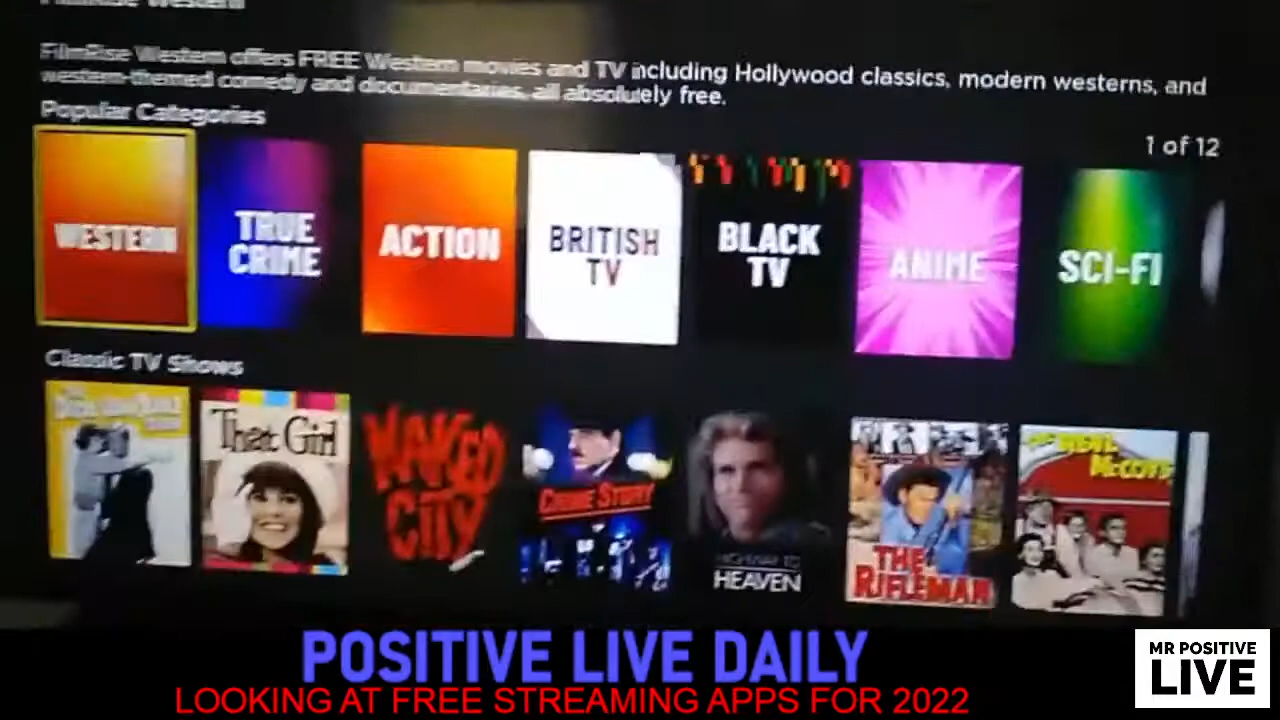 FilmRise Western
FilmRise Western offers FREE Western movies and TV including Hollywood classics, modern westerns, and
western-themed comedy and documentaries, all absolutely free.
Popular Categories
1 of 12
WESTERN
TRUE
CRIME
ACTION
BRITISH
TV
BLACK
TV
ANIME
SCI-FI
Classic TV Shows
That Girl
NAKED
CITY
CRIME STORY
HIGHWAY TO
HEAVEN
THE
RIFLEMAN
THE REAL
McCOYS
POSITIVE LIVE DAILY
LOOKING AT FREE STREAMING APPS FOR 2022
MR POSITIVE
LIVE